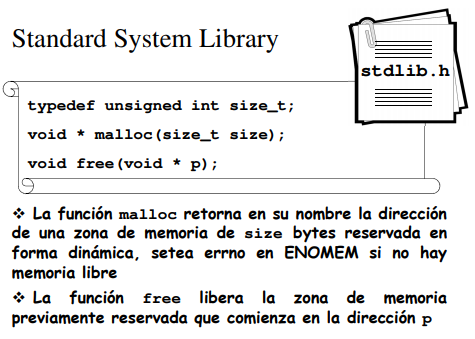 Standard System Library
stdlib.h
typedef unsigned int size_t;
void * malloc(size_t size);
void free(void * p);
❖ La función malloc retorna en su nombre la dirección
de una zona de memoria de size bytes reservada en
forma dinámica, setea errno en ENOMEM si no hay
memoria libre
❖ La función free libera la zona de memoria
previamente reservada que comienza en la dirección p